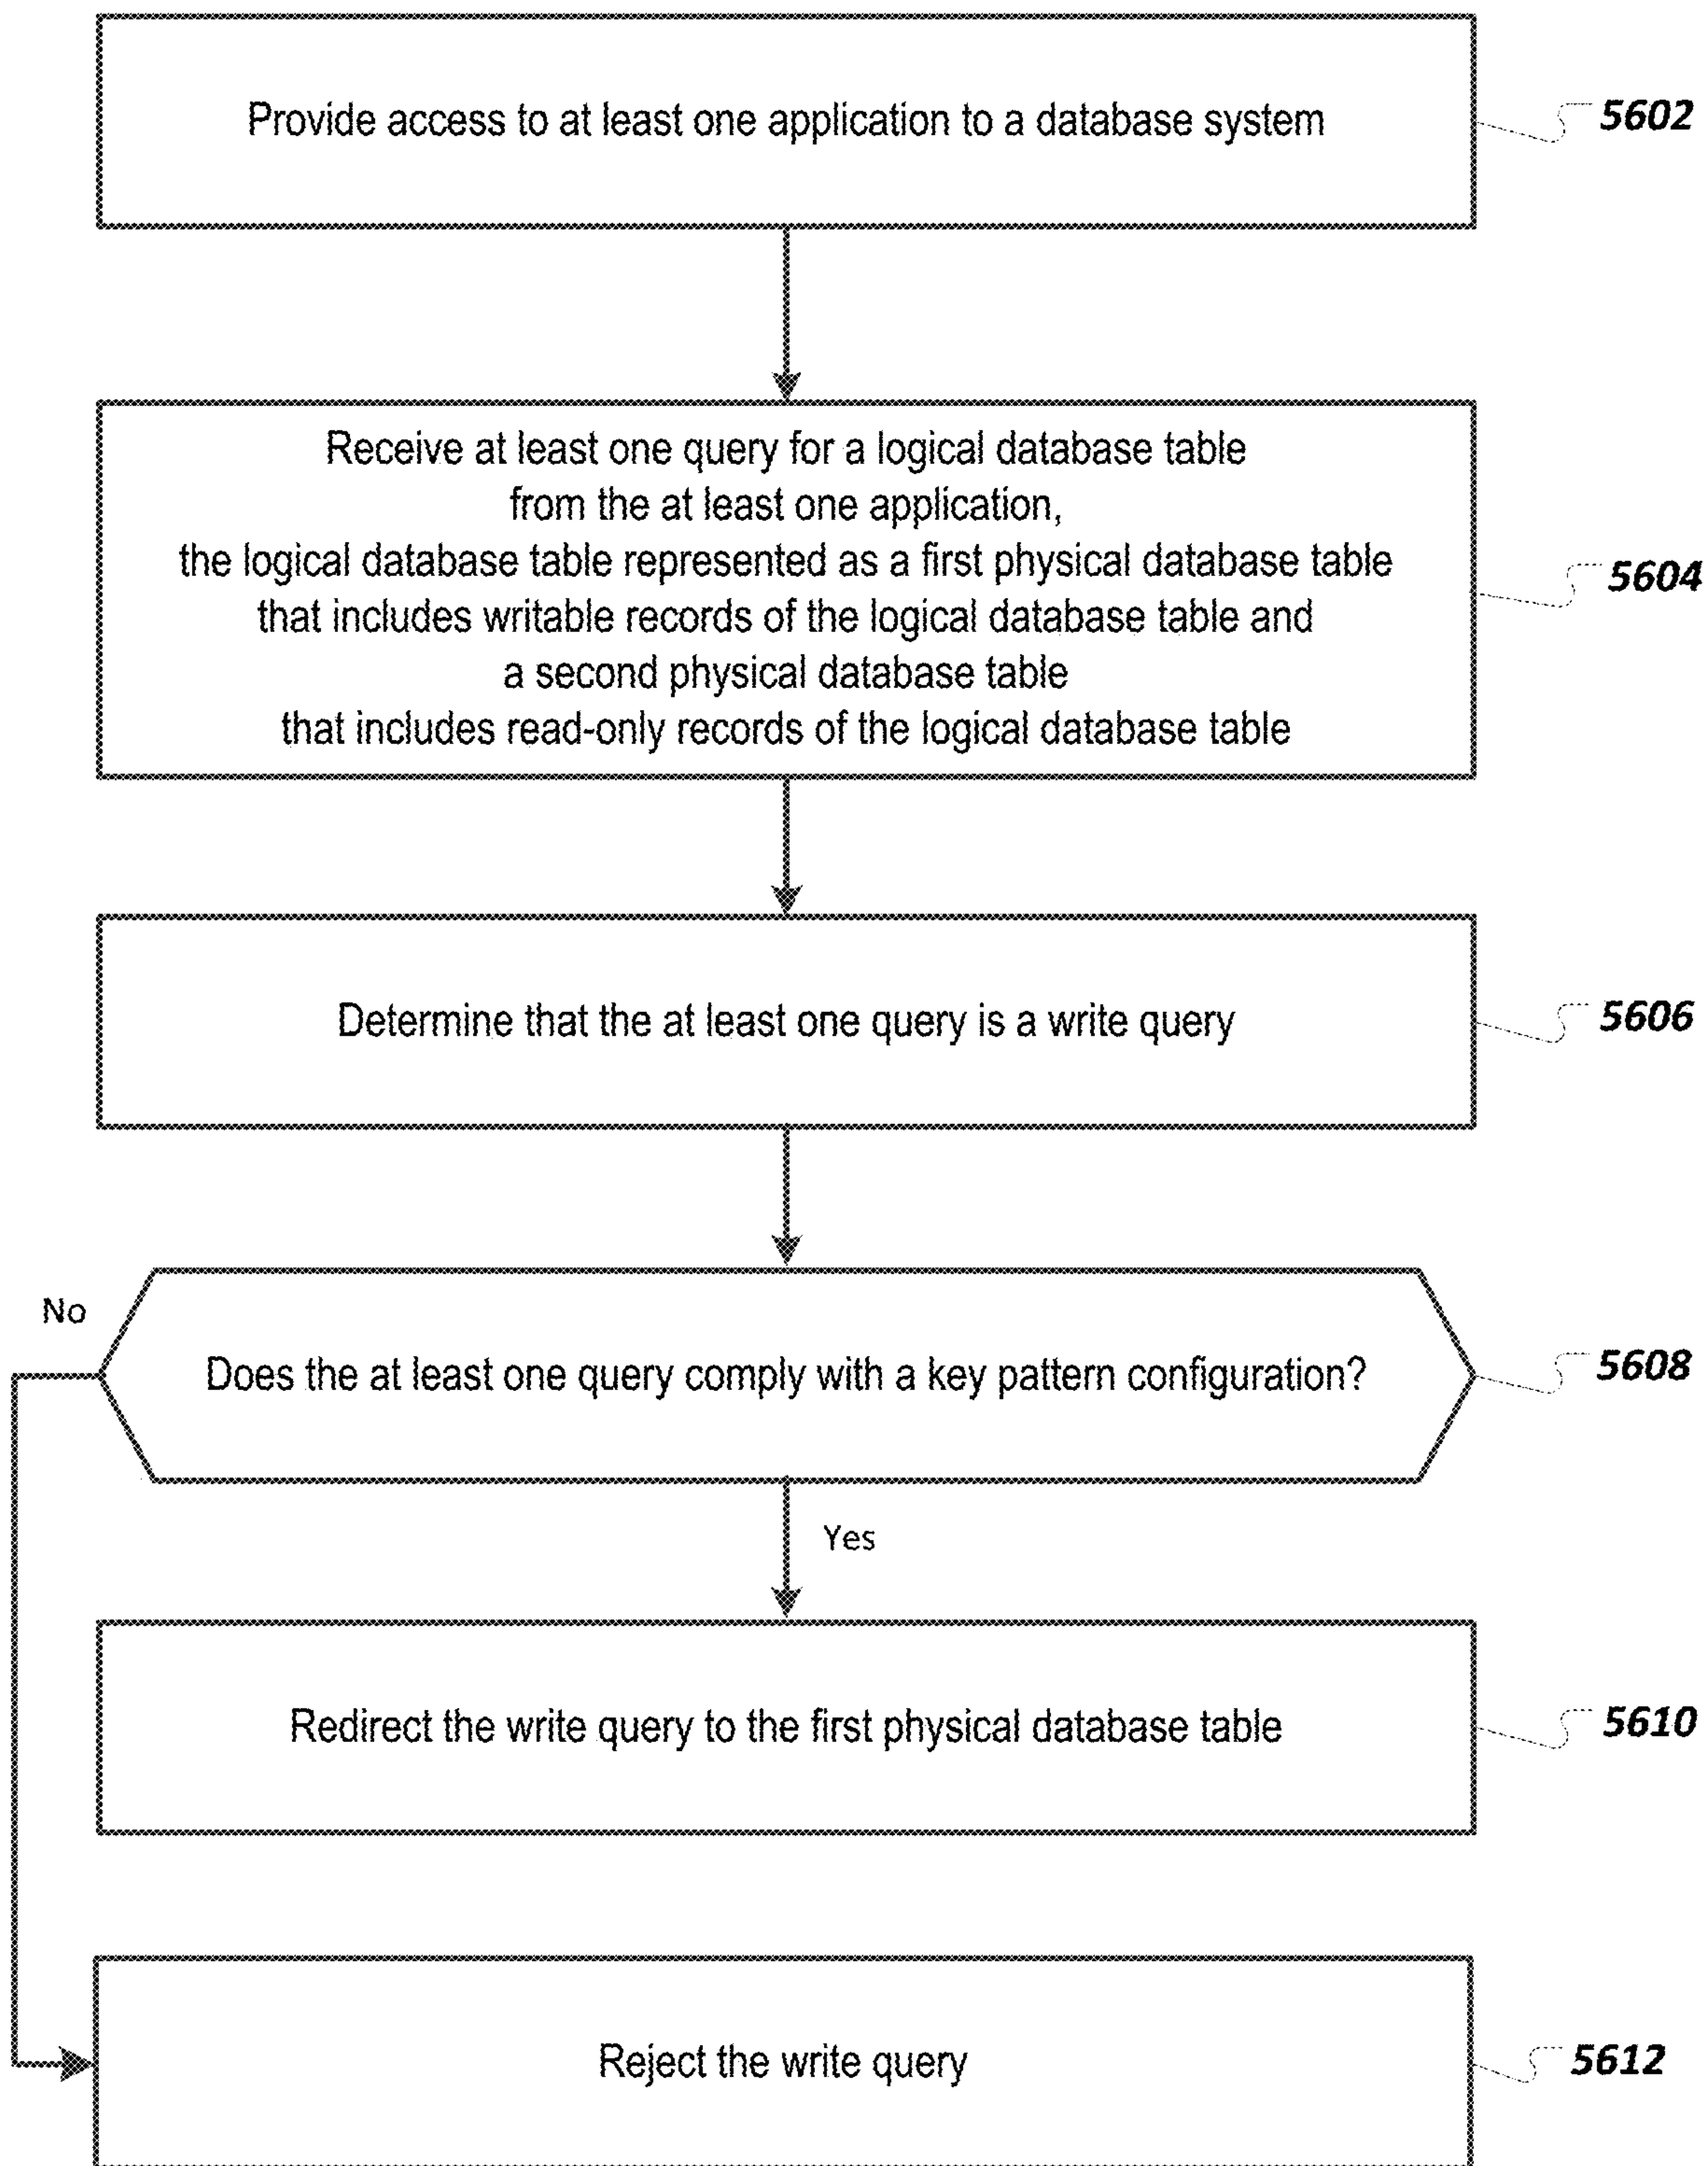 Provide access to at least one application to a database system
5602
Receive at least one query for a logical database table
from the at least one application,
the logical database table represented as a first physical database table
that includes writable records of the logical database table and
a second physical database table
that includes read-only records of the logical database table
5604
Determine that the at least one query is a write query
5606
No
Does the at least one query comply with a key pattern configuration?
5608
Yes
Redirect the write query to the first physical database table
5610
Reject the write query
5612